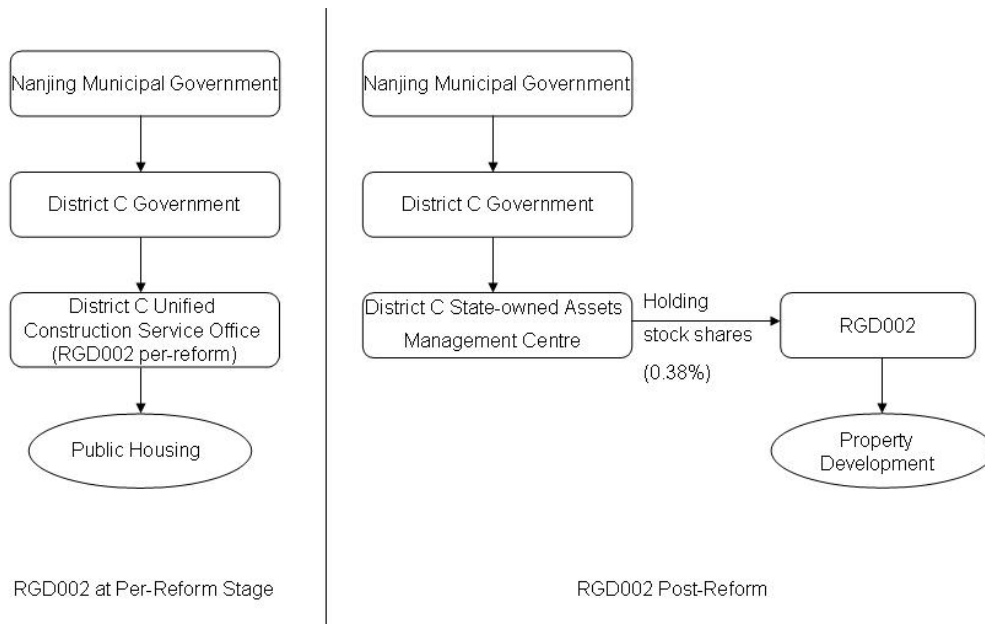 Nanjing Municipal Government
District C Government
District C Unified
Construction Service Office
(RGD002 per-reform)
Public Housing
RGD002 at Per-Reform Stage
Nanjing Municipal Government
District C Government
District C State-owned Assets
Management Centre
Holding
stock shares
(0.38%)
RGD002
Property
Development
RGD002 Post-Reform